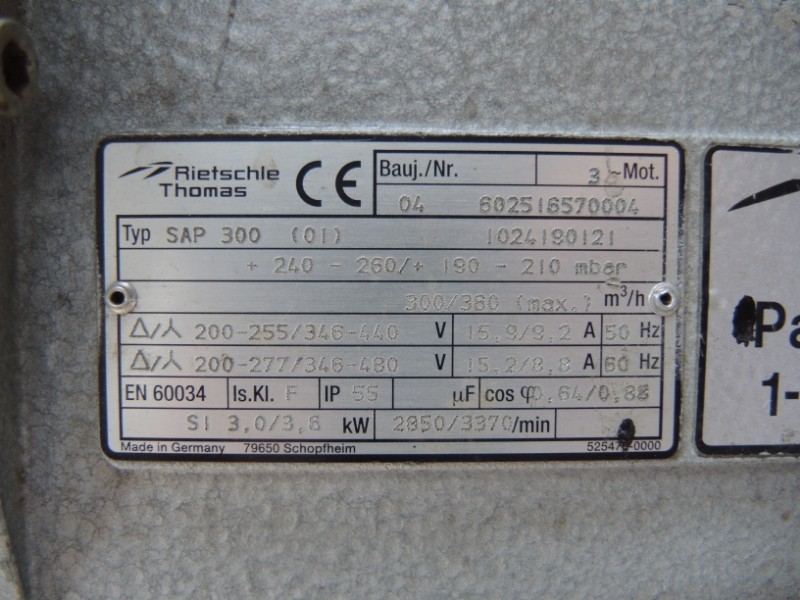 Rietschle
Thomas
CE
Bauj./Nr. 3~Mot.
04 602516570004
Typ SAP 300 (01) 1024190121
+ 240 - 260/+ 190 - 210 mbar
300/380 (max.) m³/h
Δ/⅄ 200-255/346-440 V 15,9/9,2 A 50 Hz
Δ/⅄ 200-277/346-480 V 15,2/8,8 A 60 Hz
EN 60034 Is.Kl. F IP 55 µF cos φ
S1 3,0/3,6 kW 2850/3370/min
Made in Germany 79650 Schopfheim
Pa
1-